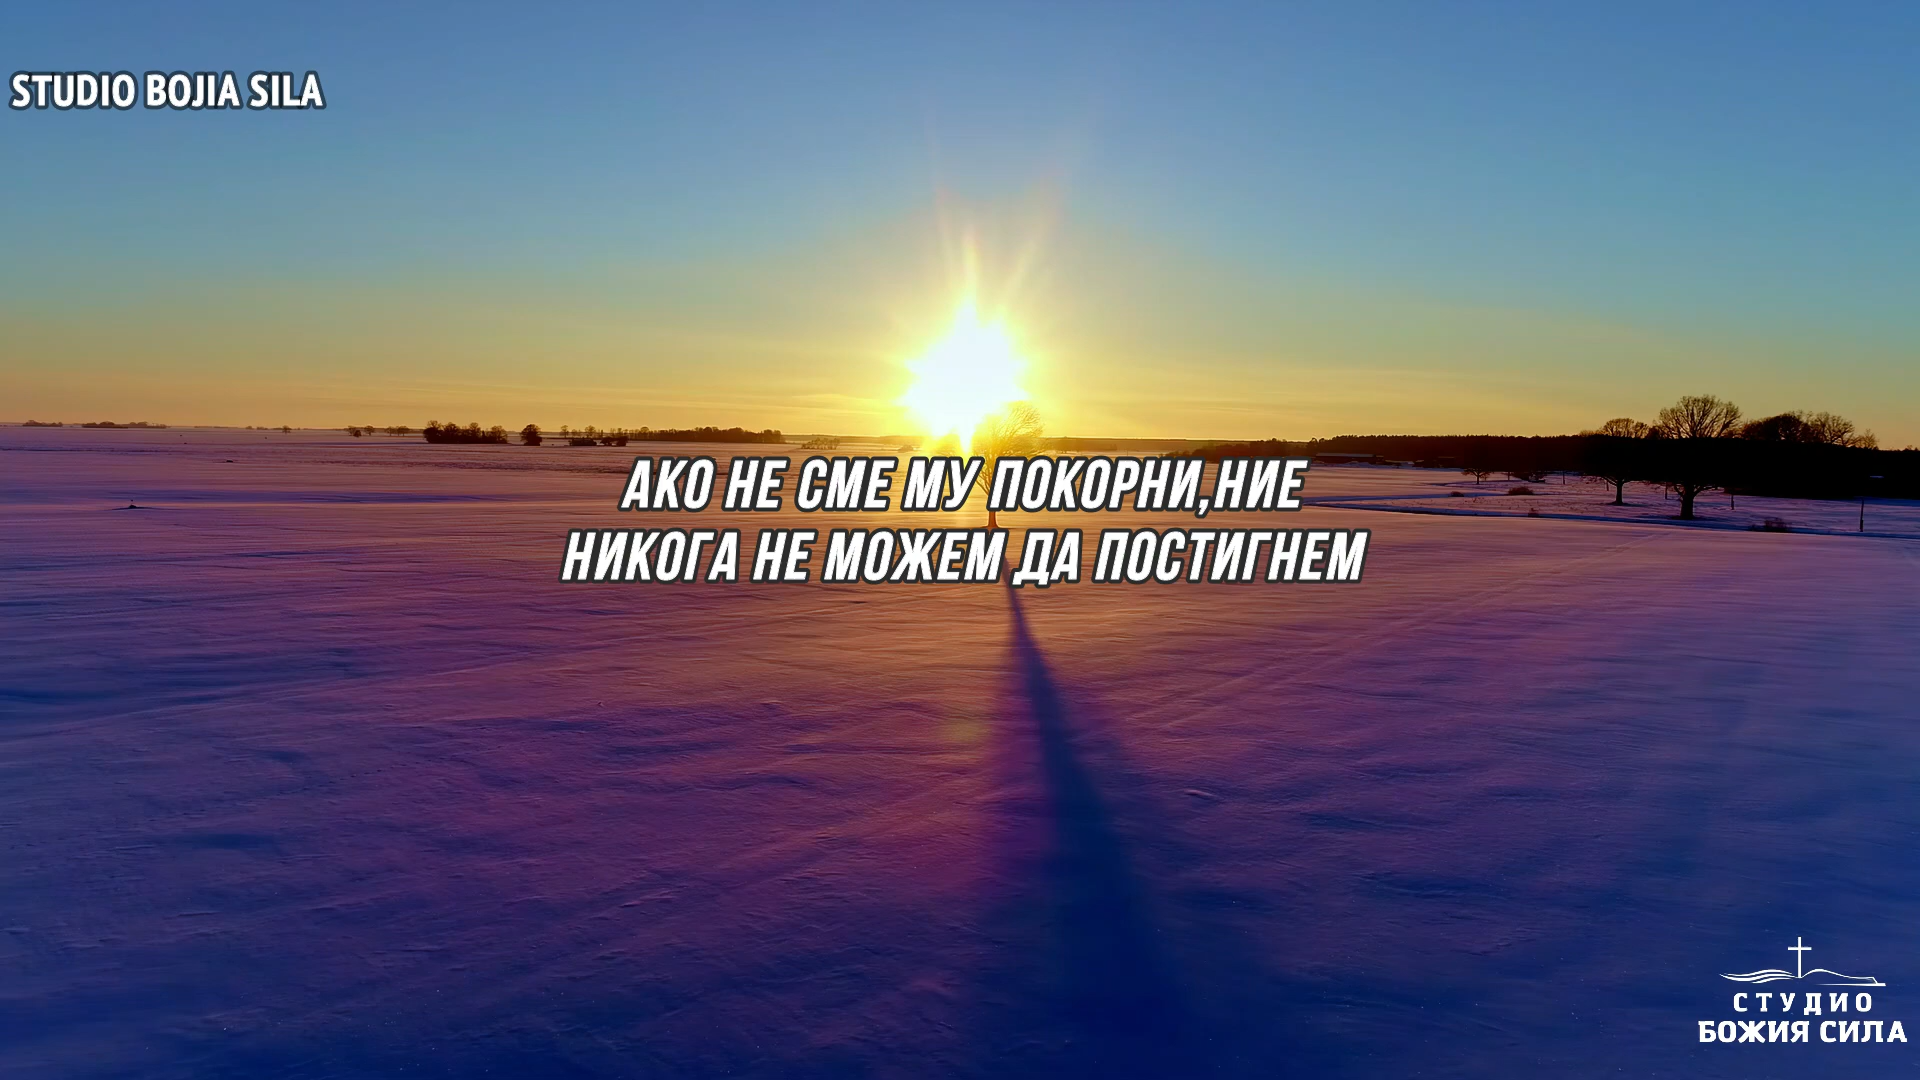 STUDIO BOJIA SILA
АКО НЕ СМЕ МУ ПОКОРНИ,НИЕ
НИКОГА НЕ МОЖЕМ ДА ПОСТИГНЕМ
СТУДИО
БОЖИЯ СИЛА